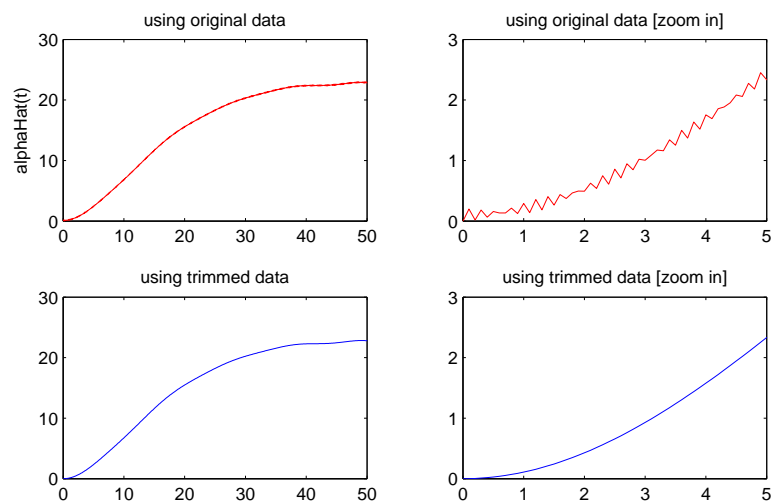 using original data
30
20
10
0
alphaHat(t)
0 10 20 30 40 50
using original data [zoom in]
3
2
1
0
0 1 2 3 4 5
using trimmed data
30
20
10
0
0 10 20 30 40 50
using trimmed data [zoom in]
3
2
1
0
0 1 2 3 4 5